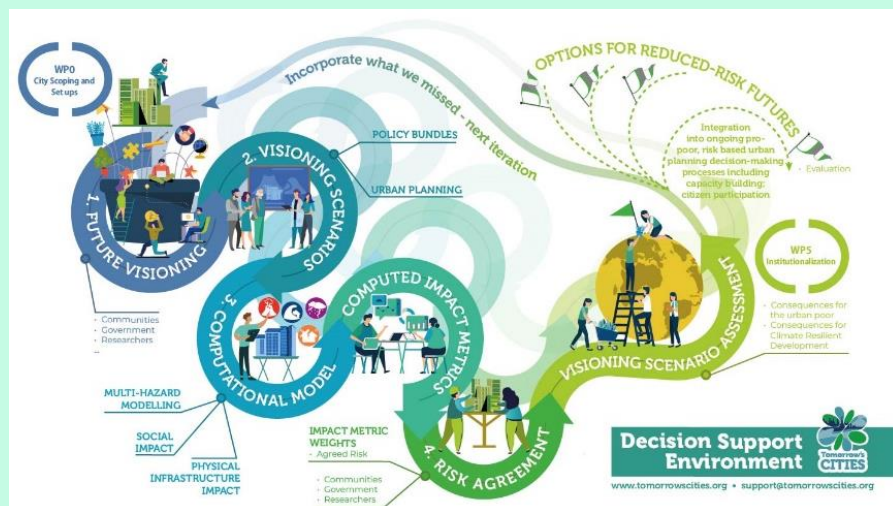 WP0
City Scoping and
Set ups
1. FUTURE VISIONING
- Communities
- Government
- Researchers
...
2. VISIONING SCENARIOS
POLICY BUNDLES
URBAN PLANNING
Incorporate what we missed - next iteration
3. COMPUTATIONAL MODEL
MULTI-HAZARD
MODELLING
SOCIAL
IMPACT
PHYSICAL
INFRASTRUCTURE
IMPACT
COMPUTED IMPACT METRICS
4. RISK AGREEMENT
IMPACT METRIC
WEIGHTS
- Agreed Risk
- Communities
- Government
- Researchers
VISIONING SCENARIO ASSESSMENT
OPTIONS FOR REDUCED-RISK FUTURES
Integration
into ongoing pro-
poor, risk based urban
planning decision-making
processes including
capacity building;
citizen participation
- Evaluation
WPS
Institutionalization
- Consequences for
the urban poor
- Consequences for
Climate Resilient
Development
Decision Support
Environment
Tomorrow's
CITIES
www.tomorrowscities.org • support@tomorrowscities.org